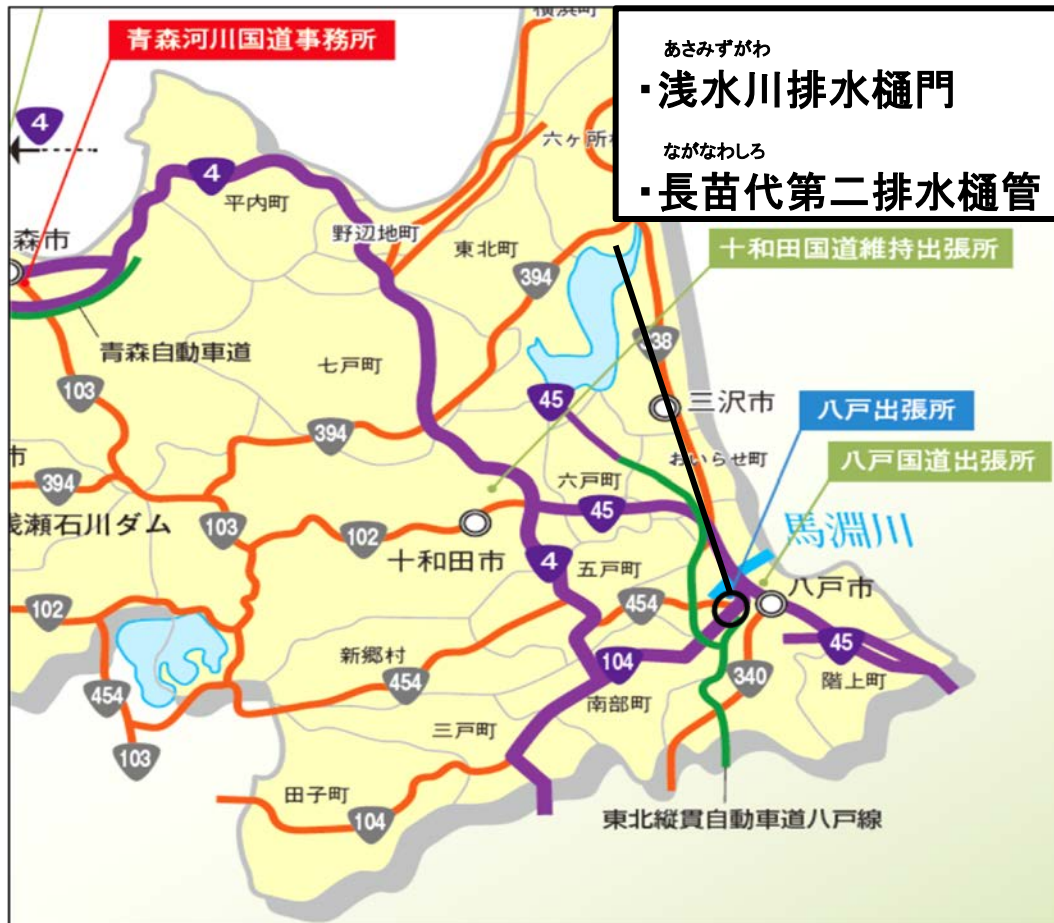 横浜町
青森河川国道事務所
あさみずがわ
・浅水川排水樋門
ながなわしろ
・長苗代第二排水樋管
4
4
六ヶ所村
平内町
森市
野辺地町
東北町
十和田国道維持出張所
394
青森自動車道
七戸町
338
103
45
三沢市
八戸出張所
394
おいらせ町
八戸国道出張所
市
394
六戸町
浅瀬石川ダム
103
102
45
馬淵川
十和田市
4
五戸町
八戸市
102
454
新郷村
104
45
454
454
340
階上町
南部町
103
三戸町
田子町
104
東北縦貫自動車道八戸線